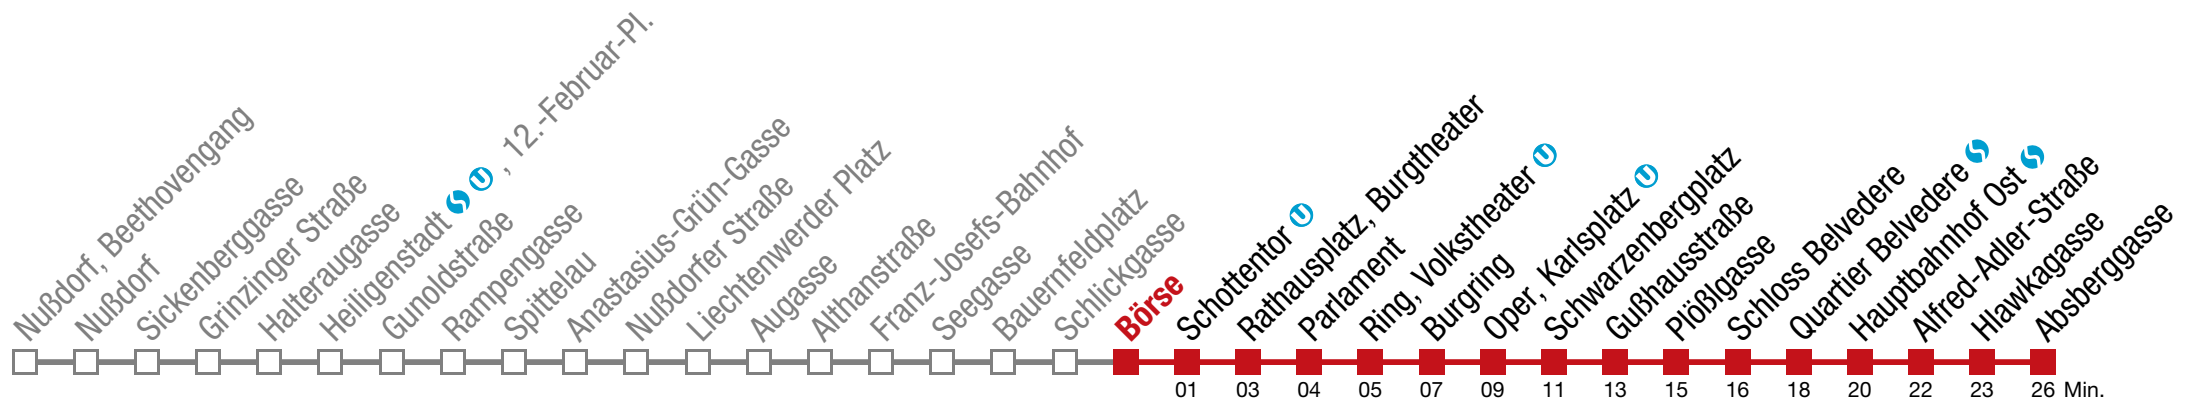 Nußdorf, Beethovengang
Nußdorf
Sickenberggasse
Grinzinger Straße
Halteraugasse
Heiligenstadt S U , 12.-Februar-Pl.
Gunoldstraße
Rampengasse
Spittelau
Anastasius-Grün-Gasse
Nußdorfer Straße
Liechtenwerder Platz
Augasse
Althanstraße
Franz-Josefs-Bahnhof
Seegasse
Bauernfeldplatz
Schlickgasse
Börse
Schottentor U
Rathausplatz, Burgtheater
Parlament
Ring, Volkstheater U
Burgring
Oper, Karlsplatz U
Schwarzenbergplatz
Gußhausstraße
Plößlgasse
Schloss Belvedere
Quartier Belvedere S
Hauptbahnhof Ost S
Alfred-Adler-Straße
Hlawkagasse
Absberggasse
01 03 04 05 07 09 11 13 15 16 18 20 22 23 26 Min.